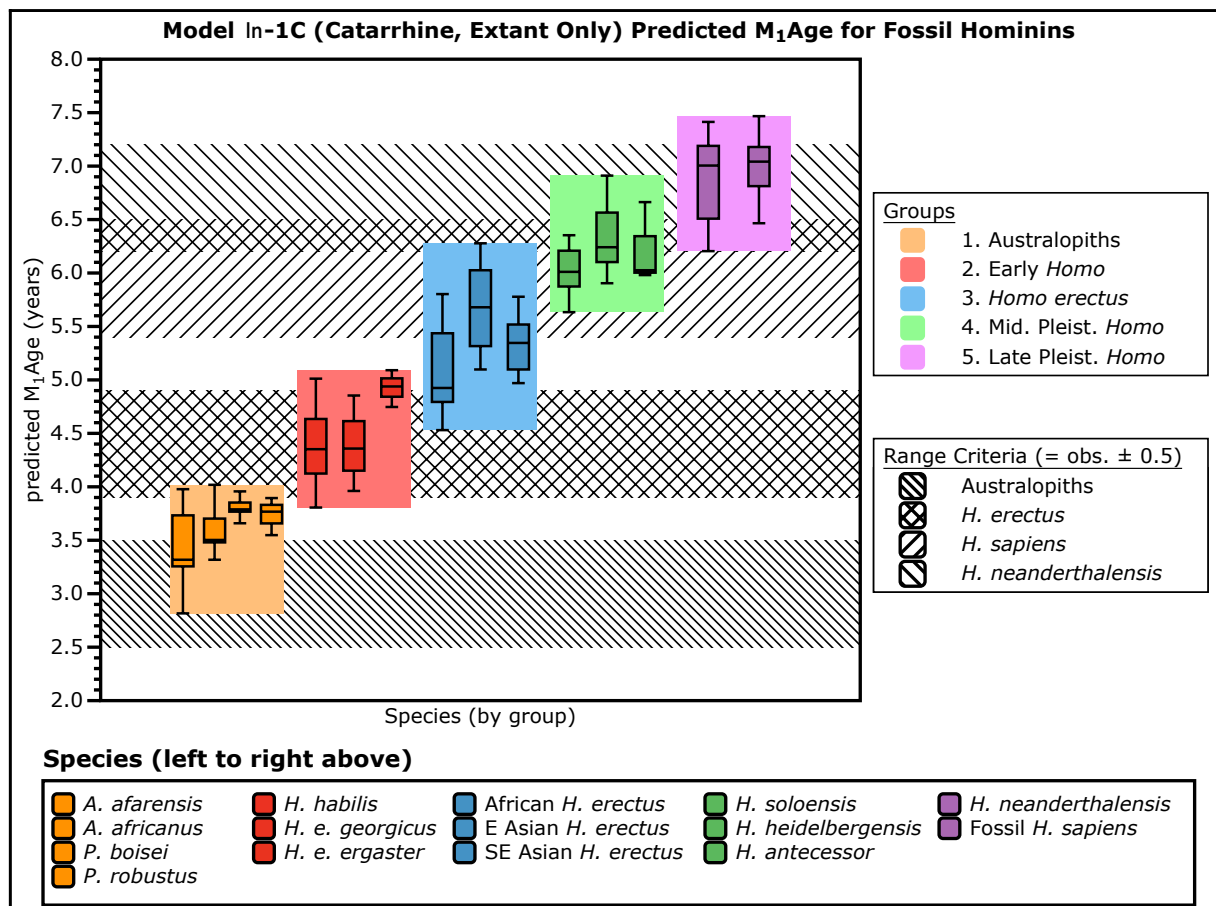 Model ln-1C (Catarrhine, Extant Only) Predicted M₁Age for Fossil Hominins
predicted M₁Age (years)
8.0
7.5
7.0
6.5
6.0
5.5
5.0
4.5
4.0
3.5
3.0
2.5
2.0
Species (by group)
Groups
1. Australopiths
2. Early Homo
3. Homo erectus
4. Mid. Pleist. Homo
5. Late Pleist. Homo
Range Criteria (= obs. ± 0.5)
Australopiths
H. erectus
H. sapiens
H. neanderthalensis
Species (left to right above)
A. afarensis
A. africanus
P. boisei
P. robustus
H. habilis
H. e. georgicus
H. e. ergaster
African H. erectus
E Asian H. erectus
SE Asian H. erectus
H. soloensis
H. heidelbergensis
H. antecessor
H. neanderthalensis
Fossil H. sapiens